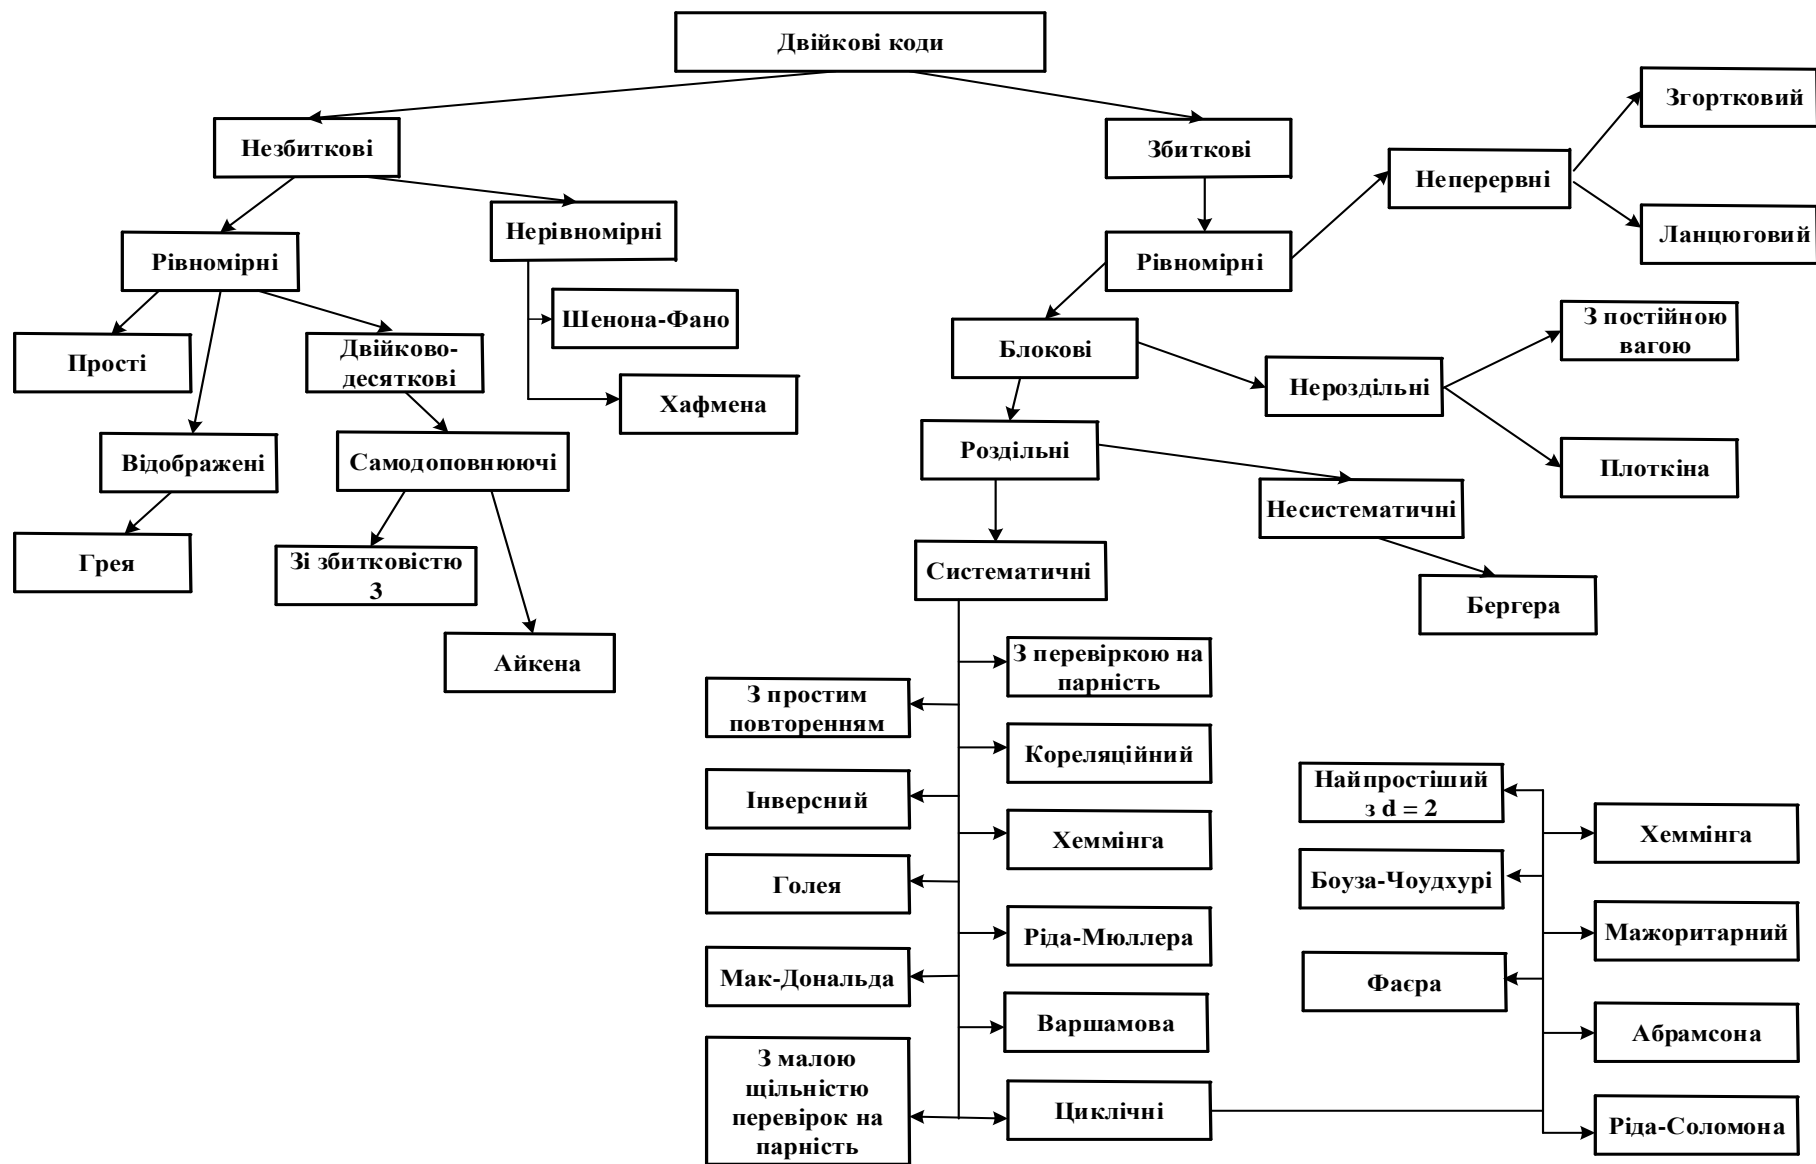 Двійкові коди
Незбиткові
Збиткові
Згортковий
Неперервні
Нерівномірні
Ланцюговий
Рівномірні
Рівномірні
Шенона-Фано
З постійною
вагою
Прості
Двійково-
десяткові
Блокові
Нероздільні
Хафмена
Відображені
Самодоповнюючі
Роздільні
Плоткіна
Несистематичні
Грея
Зі збитковістю
3
Систематичні
Бергера
Айкена
З перевіркою на
парність
З простим
повторенням
Кореляційний
Інверсний
Найпростіший
з d = 2
Хеммінга
Хеммінга
Голея
Боуза-Чоудхурі
Ріда-Мюллера
Мажоритарний
Мак-Дональда
Фаєра
Варшамова
Абрамсона
З малою
щільністю
перевірок на
парність
Циклічні
Ріда-Соломона